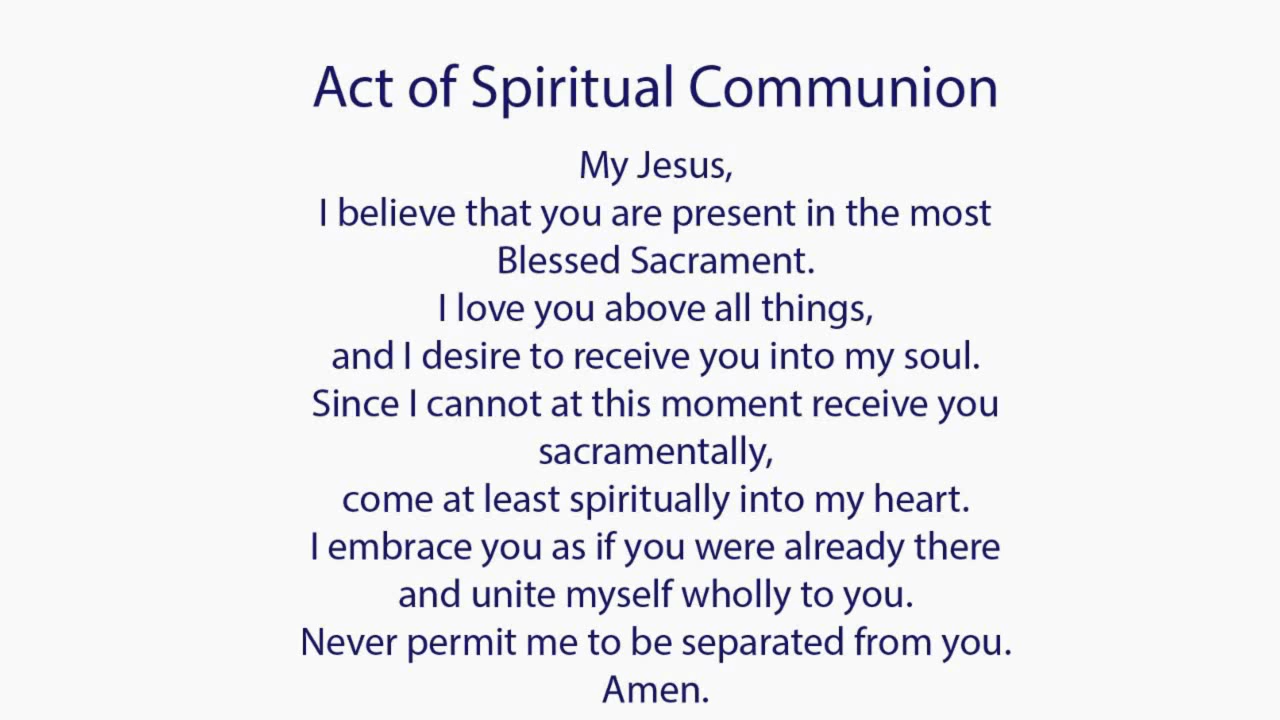 Act of Spiritual Communion
My Jesus,
I believe that you are present in the most
Blessed Sacrament.
I love you above all things,
and I desire to receive you into my soul.
Since I cannot at this moment receive you
sacramentally,
come at least spiritually into my heart.
I embrace you as if you were already there
and unite myself wholly to you.
Never permit me to be separated from you.
Amen.